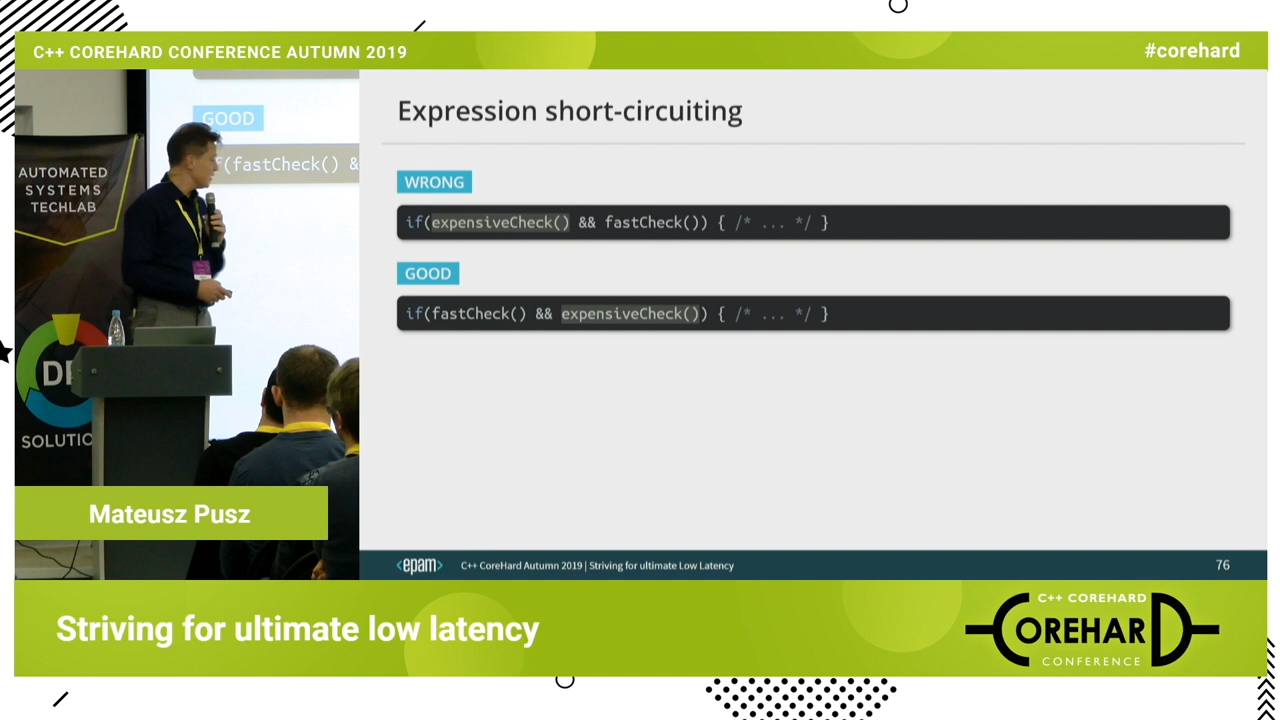 C++ COREHARD CONFERENCE AUTUMN 2019
#corehard
GOOD
(fastCheck() &
AUTOMATED
SYSTEMS
TECHLAB
SOLUTIO
Mateusz Pusz
Expression short-circuiting
WRONG
if(expensiveCheck() && fastCheck()) { /* ... */ }
GOOD
if(fastCheck() && expensiveCheck()) { /* ... */ }
<epam>
C++ CoreHard Autumn 2019 | Striving for ultimate Low Latency
76
Striving for ultimate low latency
C++ COREHARD
COREHARD
CONFERENCE